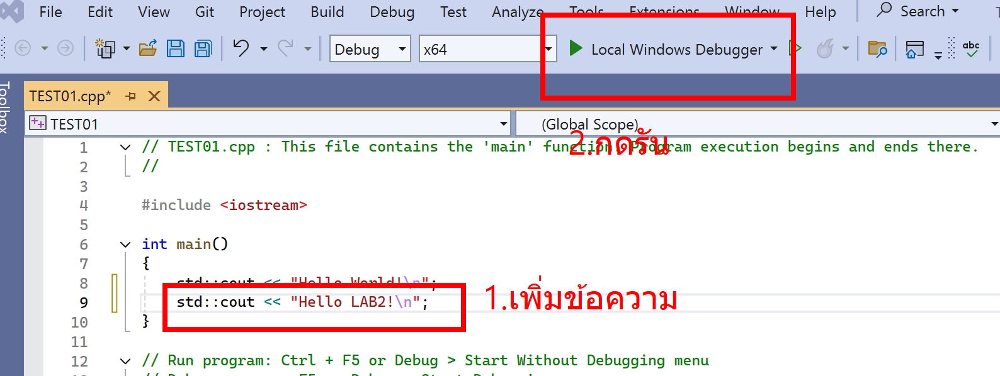 File Edit View Git Project Build Debug Test Analyze Tools Extensions Window Help Search
Debug x64 Local Windows Debugger abc
Toolbox
TEST01.cpp*
TEST01 (Global Scope)
2.กดรัน
1 // TEST01.cpp : This file contains the 'main' function. Program execution begins and ends there.
2 //
3
4 #include <iostream>
5
6 int main()
7 {
8 std::cout << "Hello World!\n";
9 std::cout << "Hello LAB2!\n";
1.เพิ่มข้อความ
10 }
11
12 // Run program: Ctrl + F5 or Debug > Start Without Debugging menu